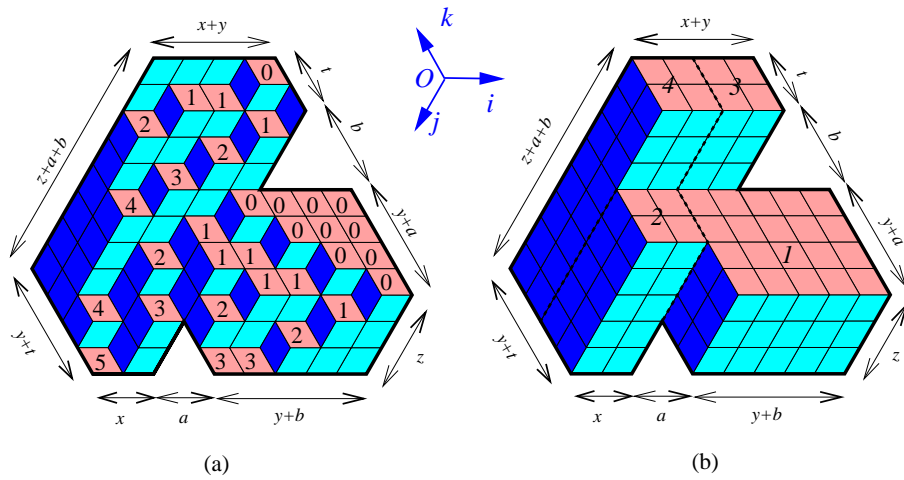 x+y
t
b
z+a+b
y+a
y+t
z
x
a
y+b
0
1 1
2 1
2
3
4 0 0 0 0
1 0 0 0
2 1 1 0 0
1 1 0
4 3 2 1
2
5 3 3
(a)
k
O
i
j
x+y
t
b
z+a+b
y+a
y+t
z
x
a
y+b
4 3
2
1
(b)